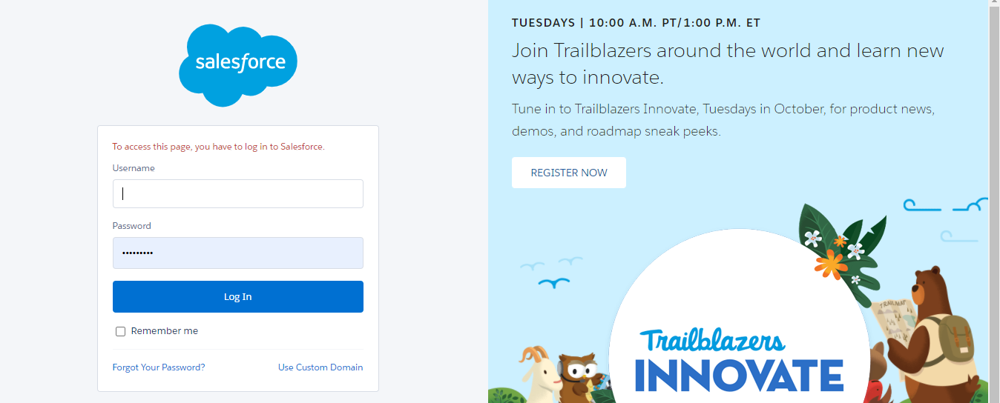 salesforce
To access this page, you have to log in to Salesforce.
Username
Password
•••••••••
Log In
Remember me
Forgot Your Password?
Use Custom Domain
TUESDAYS | 10:00 A.M. PT/1:00 P.M. ET
Join Trailblazers around the world and learn new
ways to innovate.
Tune in to Trailblazers Innovate, Tuesdays in October, for product news,
demos, and roadmap sneak peeks.
REGISTER NOW
TRAIL MAP
Trailblazers
INNOVATE